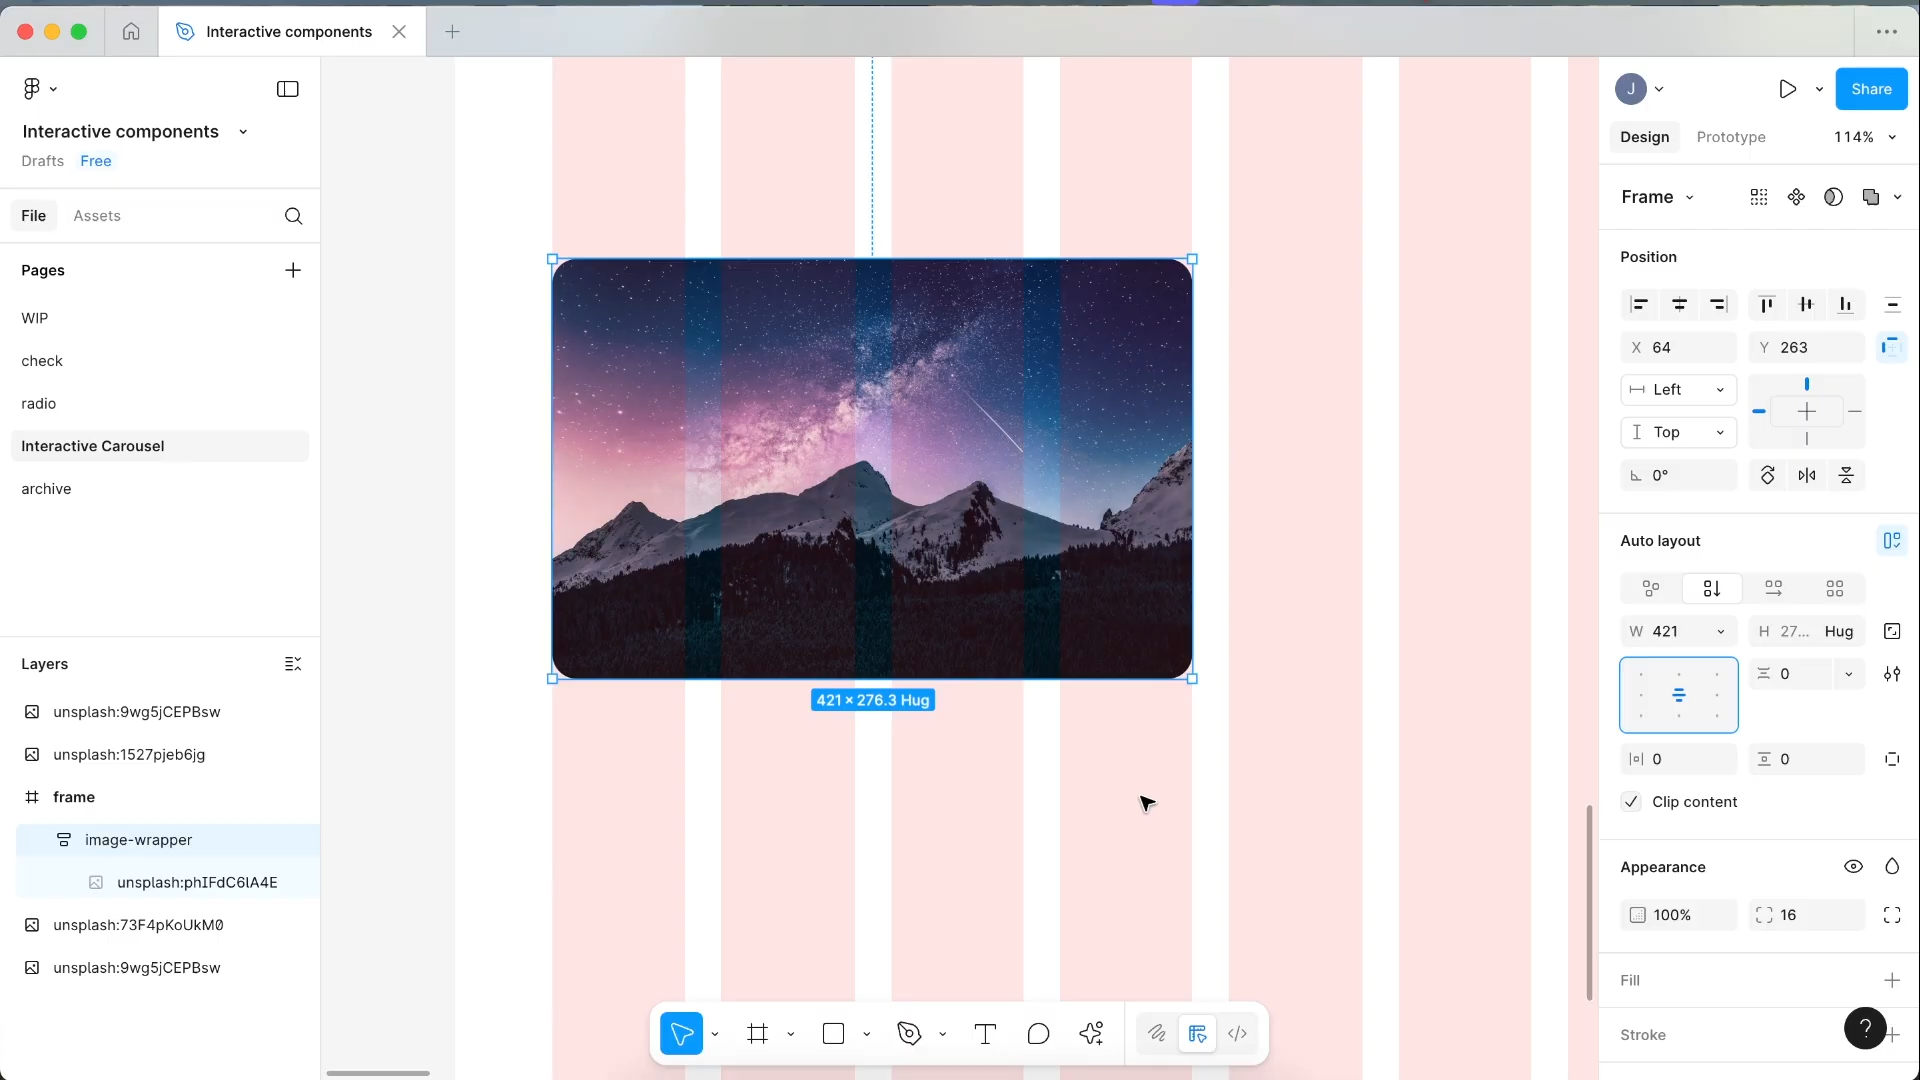 Interactive components
Interactive components
Drafts Free
File Assets
Pages
WIP
check
radio
Interactive Carousel
archive
Layers
unsplash:9wg5jCEPBsw
unsplash:1527pjeb6jg
frame
image-wrapper
unsplash:phIFdC6lA4E
unsplash:73F4pKoUkM0
unsplash:9wg5jCEPBsw
421 × 276.3 Hug
J
Share
Design Prototype 114%
Frame
Position
X 64 Y 263
Left
Top
0°
Auto layout
W 421 H 27... Hug
0
0 0
Clip content
Appearance
100% 16
Fill
Stroke
?